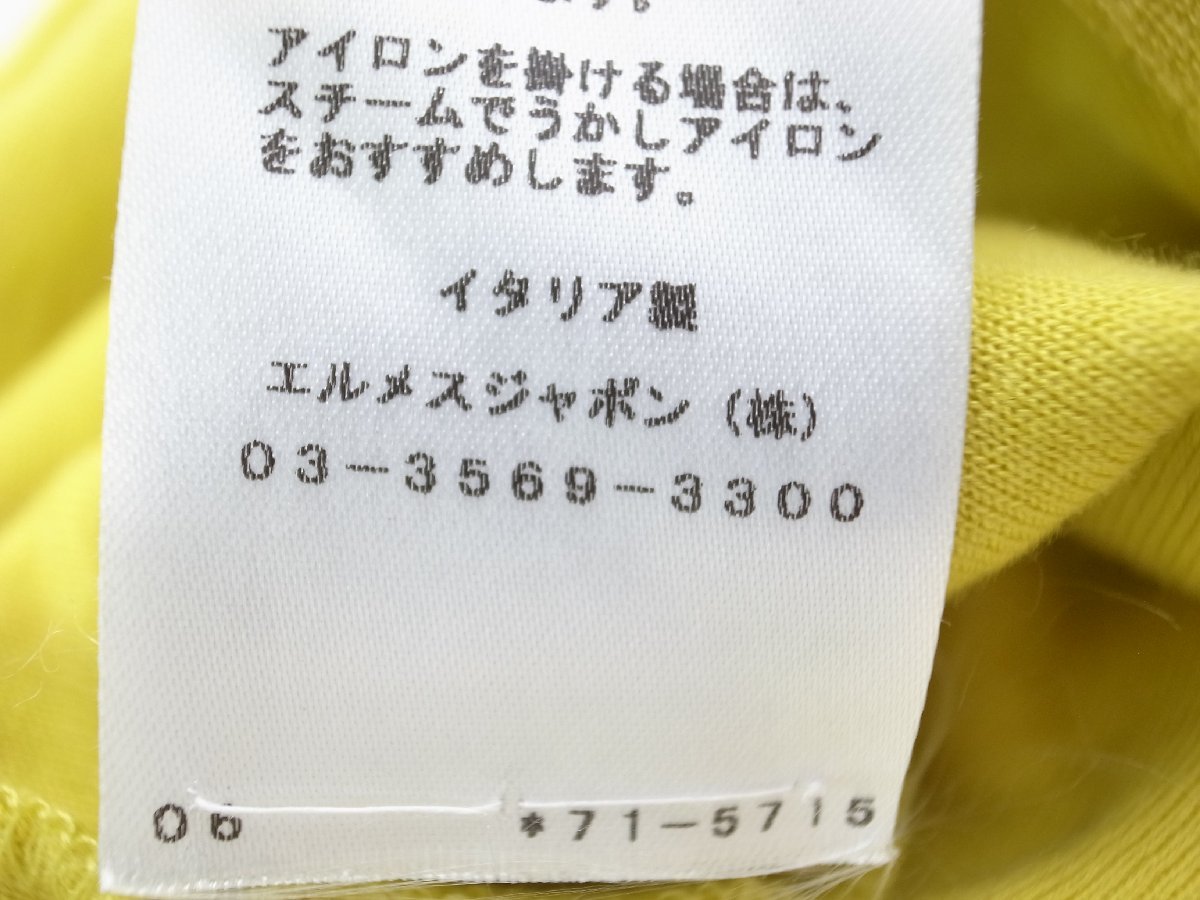 ます。
アイロンを掛ける場合は、
スチームでうかしアイロン
をおすすめします。
イタリア製
エルメスジャポン（株）
03-3569-3300
06 *71-5715